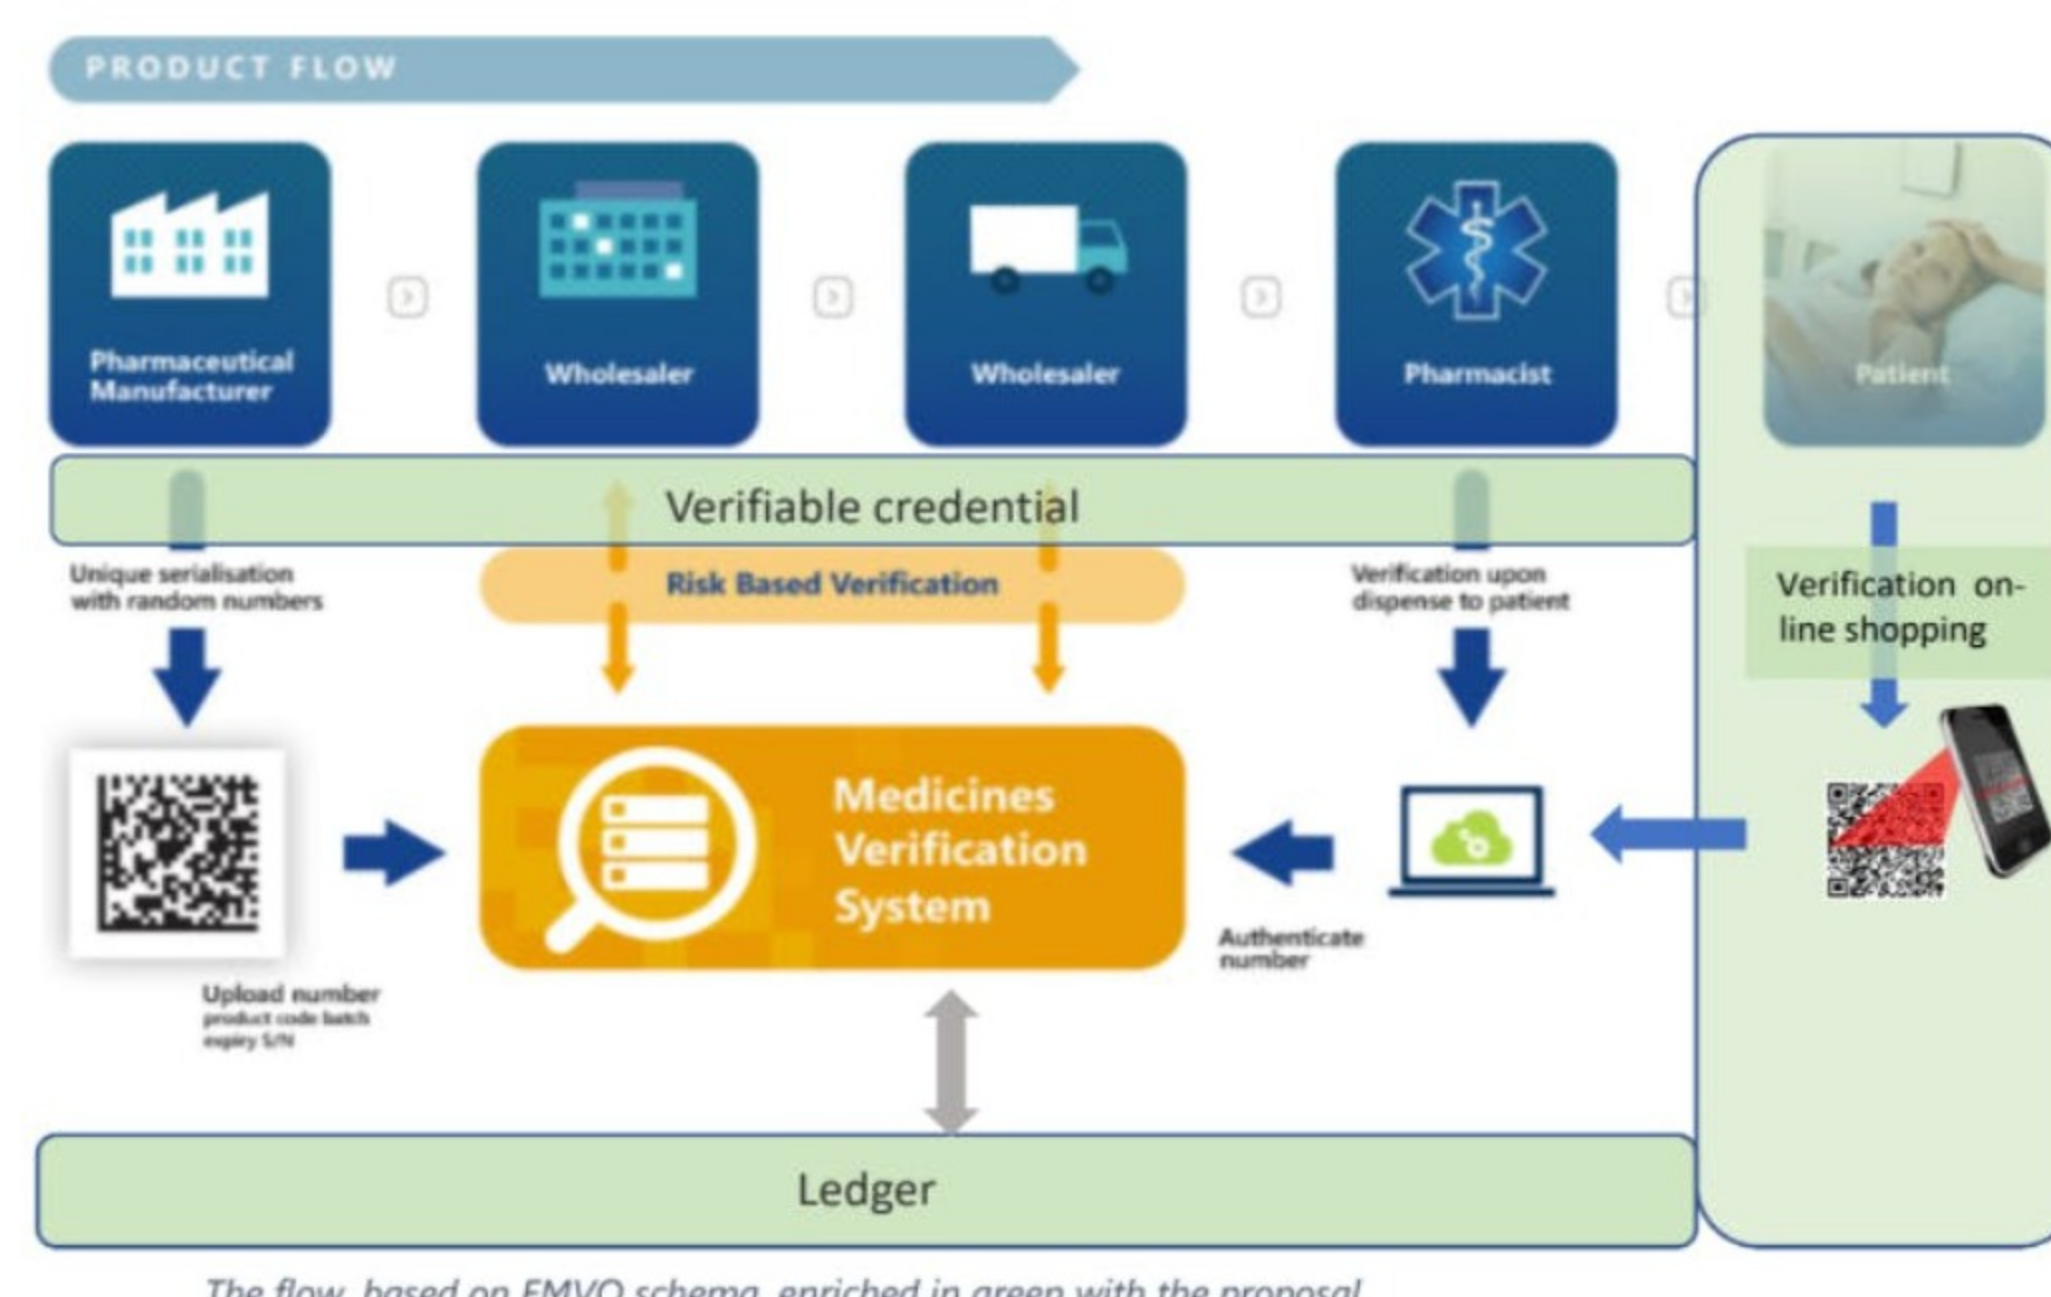 PRODUCT FLOW
Pharmaceutical
Manufacturer
Wholesaler
Wholesaler
Pharmacist
Patient
Verifiable credential
Unique serialisation
with random numbers
Risk Based Verification
Verification upon
dispense to patient
Verification on-
line shopping
Medicines
Verification
System
Authenticate
number
Upload number
product code batch
expiry S/N
Ledger
The flow, based on EMVO schema, enriched in green with the proposal